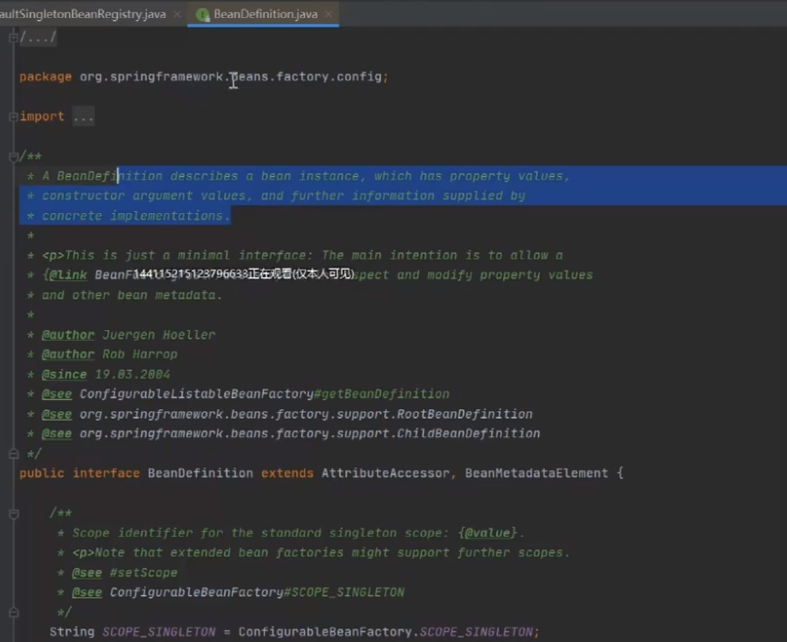 aultSingletonBeanRegistry.java × BeanDefinition.java ×
/.../
package org.springframework.beans.factory.config;
import ...
/**
* A BeanDefinition describes a bean instance, which has property values,
* constructor argument values, and further information supplied by
* concrete implementations.
*
* <p>This is just a minimal interface: The main intention is to allow a
* {@link BeanFa 144115215123796633正在观看(仅本人可见) pect and modify property values
* and other bean metadata.
*
* @author Juergen Hoeller
* @author Rob Harrop
* @since 19.03.2004
* @see ConfigurableListableBeanFactory#getBeanDefinition
* @see org.springframework.beans.factory.support.RootBeanDefinition
* @see org.springframework.beans.factory.support.ChildBeanDefinition
*/
public interface BeanDefinition extends AttributeAccessor, BeanMetadataElement {
/**
* Scope identifier for the standard singleton scope: {@value}.
* <p>Note that extended bean factories might support further scopes.
* @see #setScope
* @see ConfigurableBeanFactory#SCOPE_SINGLETON
*/
String SCOPE_SINGLETON = ConfigurableBeanFactory.SCOPE_SINGLETON;